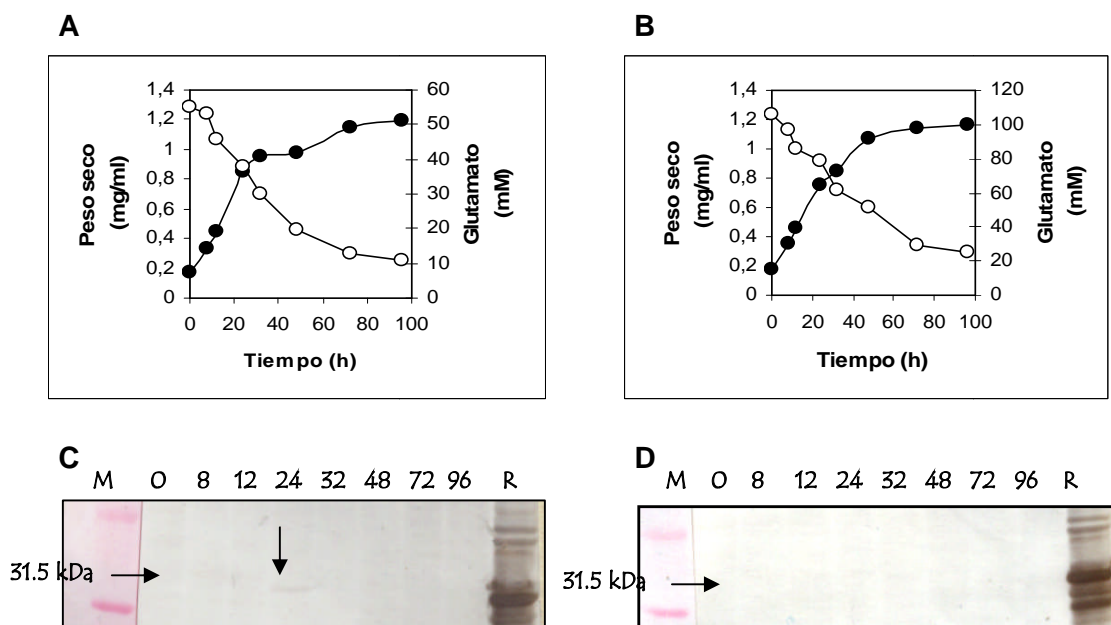 A
B
1,4
1,2
1
0,8
0,6
0,4
0,2
0
Peso seco
(mg/ml)
60
50
40
30
20
10
0
Glutamato
(mM)
0 20 40 60 80 100
Tiempo (h)
1,4
1,2
1
0,8
0,6
0,4
0,2
0
Peso seco
(mg/ml)
120
100
80
60
40
20
0
Glutamato
(mM)
0 20 40 60 80 100
Tiempo (h)
C
M 0 8 12 24 32 48 72 96 R
31.5 kDa
D
M 0 8 12 24 32 48 72 96 R
31.5 kDa